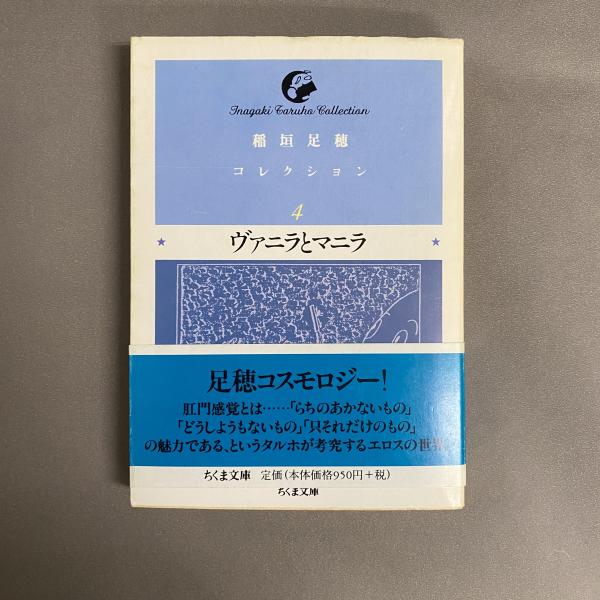 Inagaki Taruho Collection
稲垣足穂
コレクション
4
ヴァニラとマニラ
足穂コスモロジー!
肛門感覚とは……「らちのあかないもの」
「どうしようもないもの」「只それだけのもの」
の魅力である、というタルホが考究するエロスの世界
ちくま文庫 定価(本体価格950円+税)
ちくま文庫